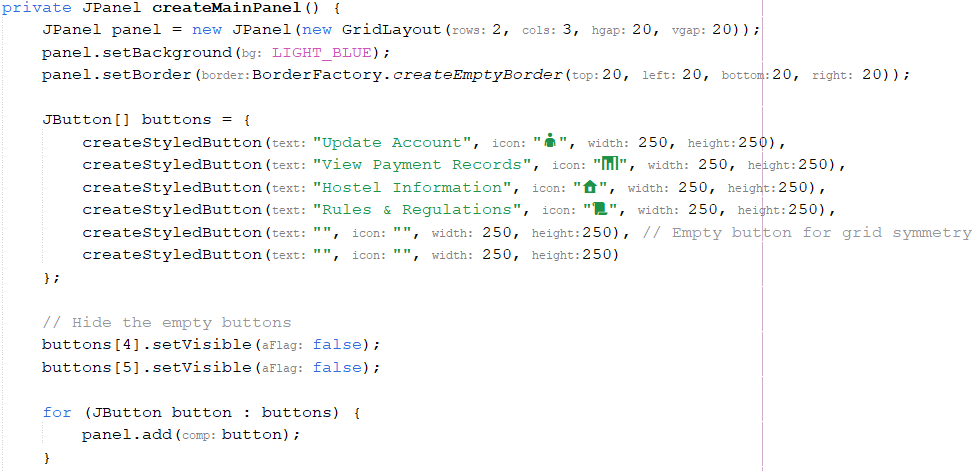 private JPanel createMainPanel() {
    JPanel panel = new JPanel(new GridLayout(rows: 2, cols: 3, hgap: 20, vgap: 20));
    panel.setBackground(bg: LIGHT_BLUE);
    panel.setBorder(border:BorderFactory.createEmptyBorder(top:20, left: 20, bottom:20, right: 20));

    JButton[] buttons = {
        createStyledButton(text: "Update Account", icon: "", width: 250, height:250),
        createStyledButton(text: "View Payment Records", icon: "", width: 250, height:250),
        createStyledButton(text: "Hostel Information", icon: "", width: 250, height:250),
        createStyledButton(text: "Rules & Regulations", icon: "", width: 250, height:250),
        createStyledButton(text: "", icon: "", width: 250, height:250), // Empty button for grid symmetry
        createStyledButton(text: "", icon: "", width: 250, height:250)
    };

    // Hide the empty buttons
    buttons[4].setVisible(aFlag: false);
    buttons[5].setVisible(aFlag: false);

    for (JButton button : buttons) {
        panel.add(comp: button);
    }